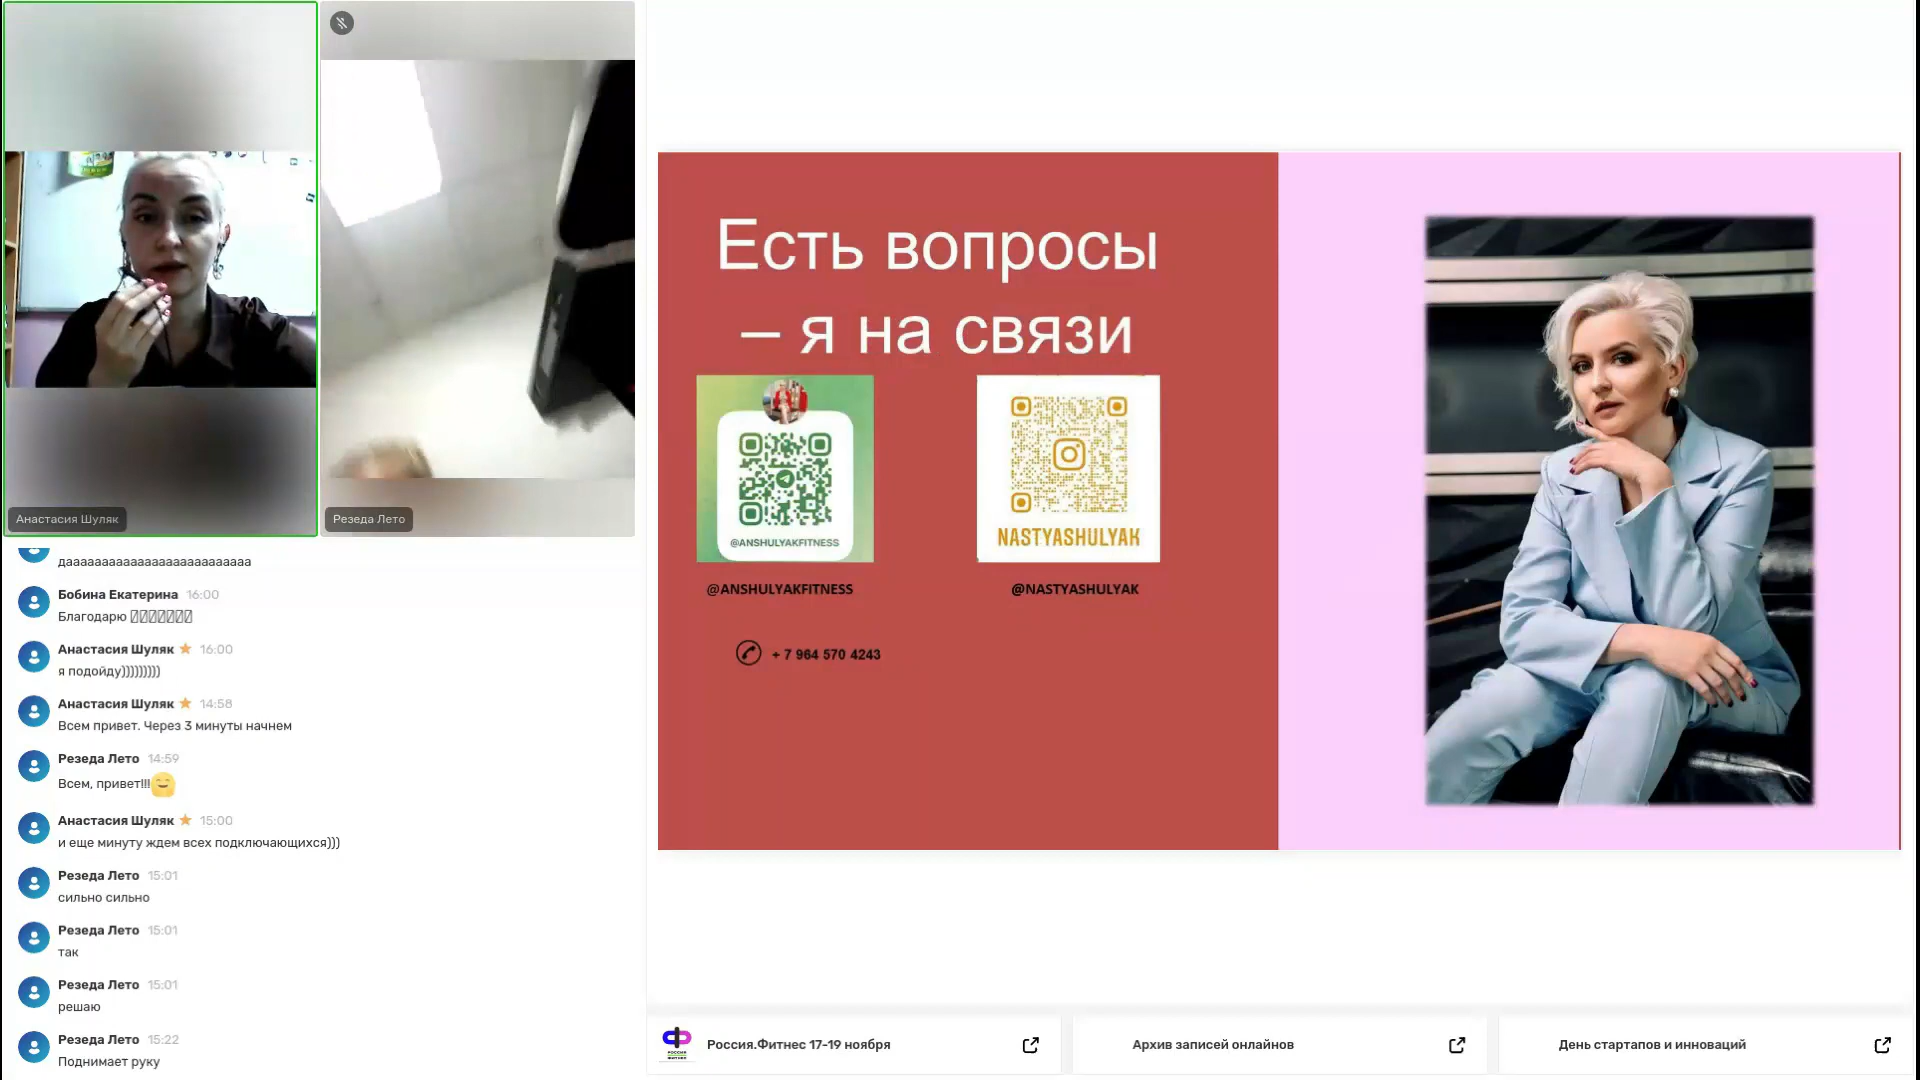 Анастасия Шуляк
Резеда Лето
дааааааааааааааааааааааааааа
Бобина Екатерина 16:00
Благодарю
Анастасия Шуляк 16:00
я подойду)))))))))
Анастасия Шуляк 14:58
Всем привет. Через 3 минуты начнем
Резеда Лето 14:59
Всем, привет!!!
Анастасия Шуляк 15:00
и еще минуту ждем всех подключающихся)))
Резеда Лето 15:01
сильно сильно
Резеда Лето 15:01
так
Резеда Лето 15:01
решаю
Резеда Лето 15:22
Поднимает руку
Есть вопросы
– я на связи
@ANSHULYAKFITNESS
NASTYASHULYAK
@ANSHULYAKFITNESS
@NASTYASHULYAK
+ 7 964 570 4243
РОССИЯ
ФИТНЕС
Россия.Фитнес 17-19 ноября
Архив записей онлайнов
День стартапов и инноваций